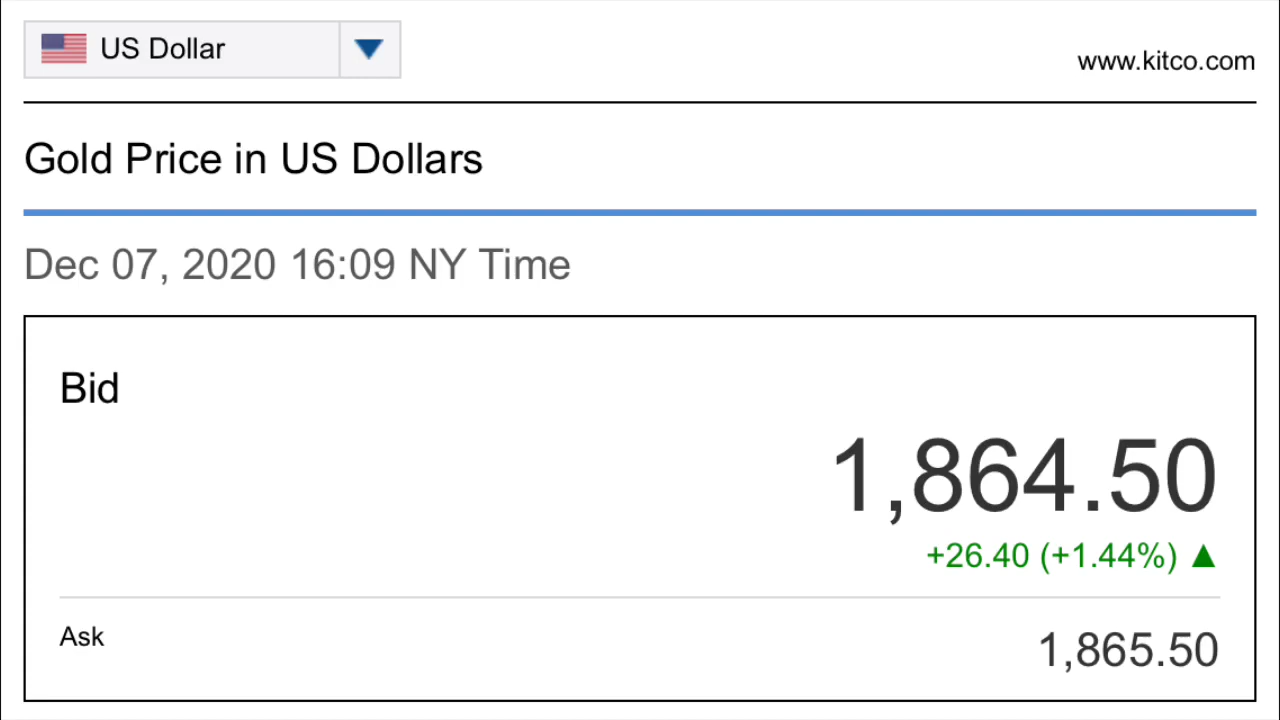 US Dollar
www.kitco.com
Gold Price in US Dollars
Dec 07, 2020 16:09 NY Time
Bid
1,864.50
+26.40 (+1.44%) ▲
Ask
1,865.50